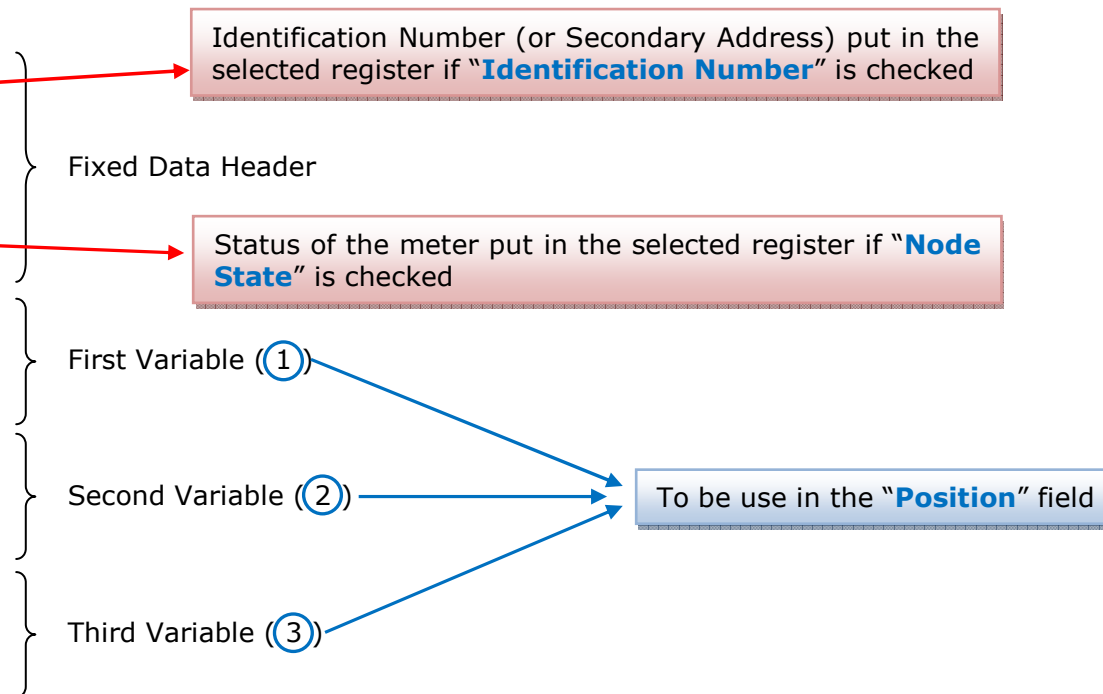 Identification Number (or Secondary Address) put in the
selected register if “Identification Number” is checked
Fixed Data Header
Status of the meter put in the selected register if “Node
State” is checked
First Variable (1)
Second Variable (2)
To be use in the “Position” field
Third Variable (3)